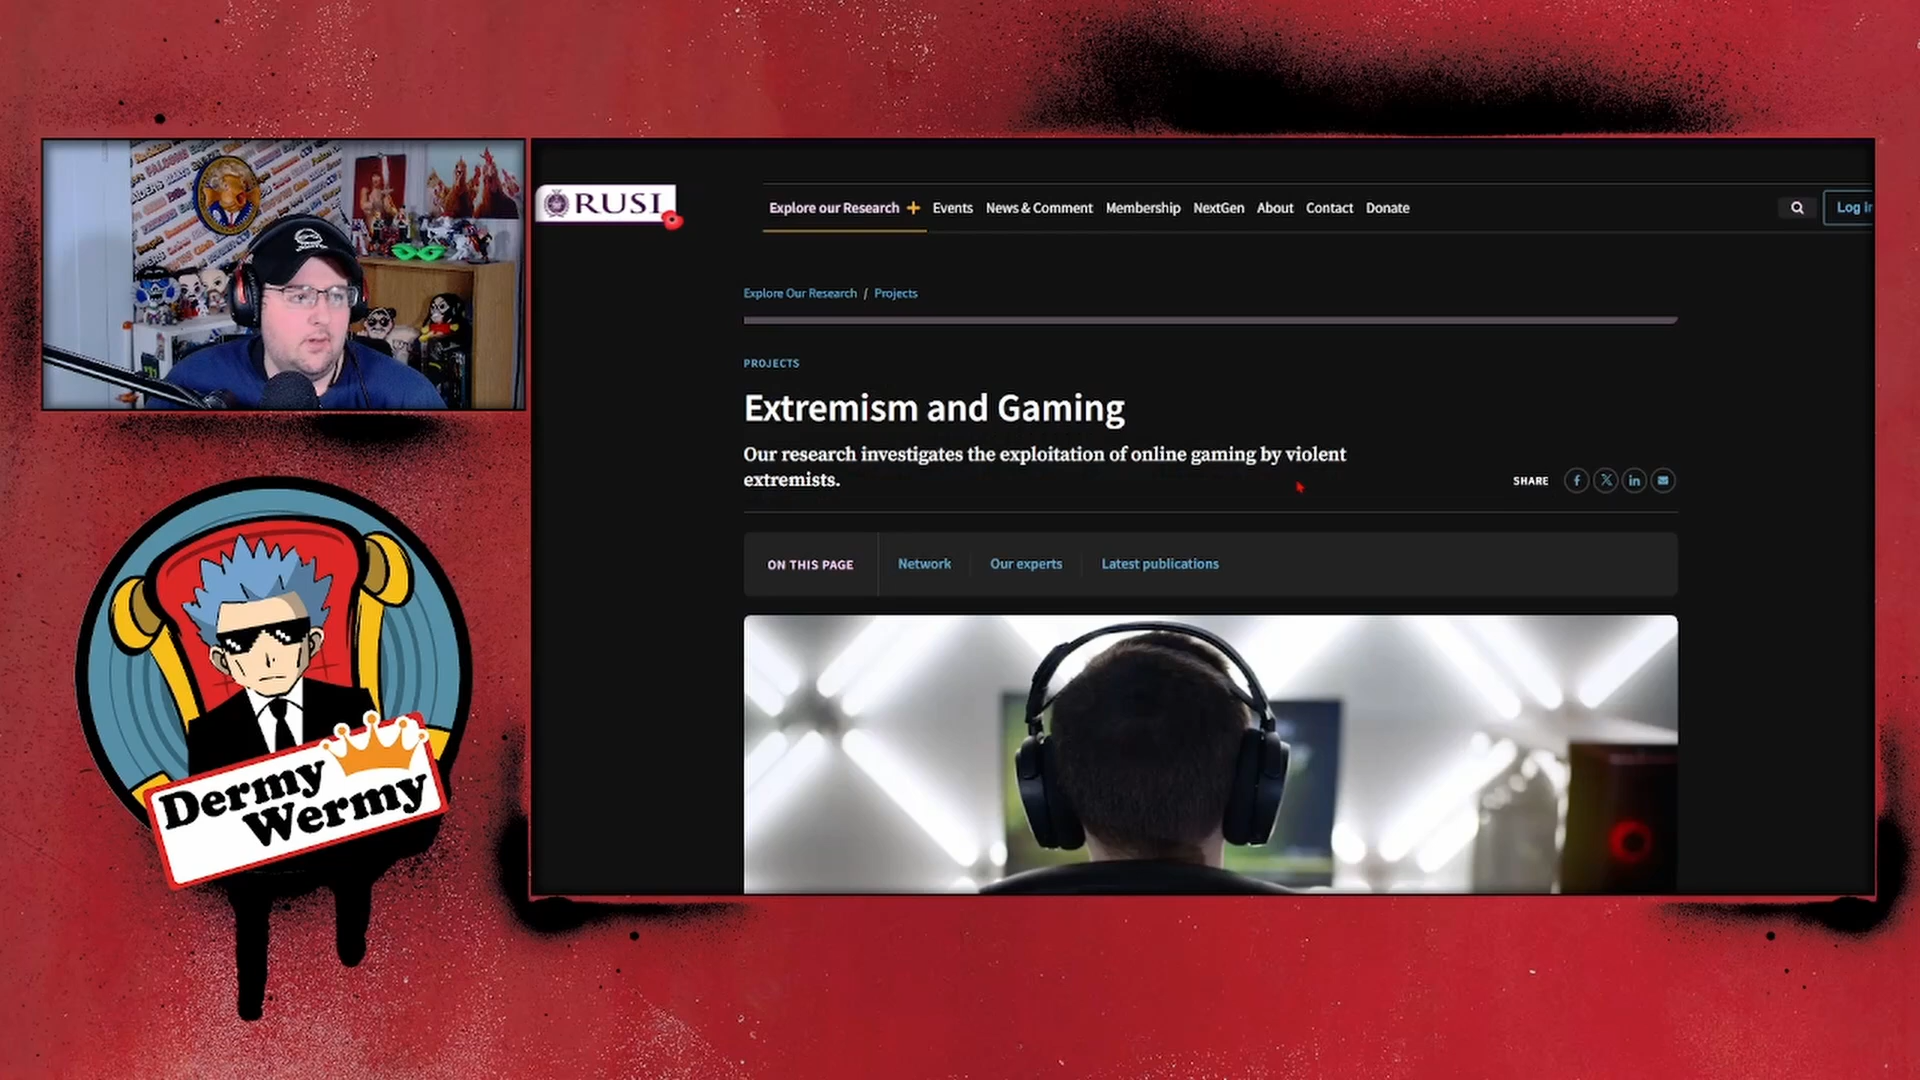 RUSI
Explore our Research + Events News & Comment Membership NextGen About Contact Donate
Log in
Explore Our Research / Projects
PROJECTS
Extremism and Gaming
Our research investigates the exploitation of online gaming by violent
extremists.
SHARE
ON THIS PAGE Network Our experts Latest publications
Dermy
Wermy